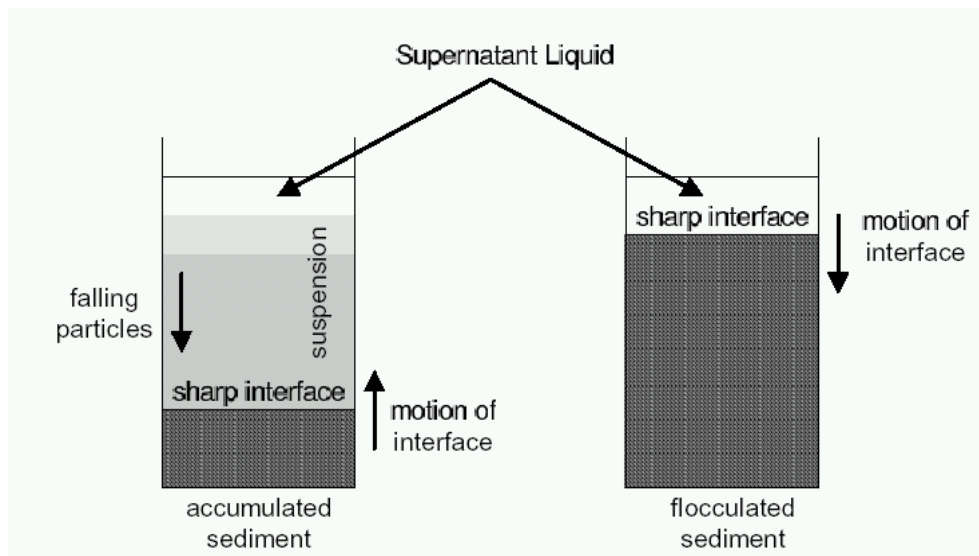 Supernatant Liquid
falling
particles
suspension
sharp interface
motion of
interface
accumulated
sediment
sharp interface
motion of
interface
flocculated
sediment